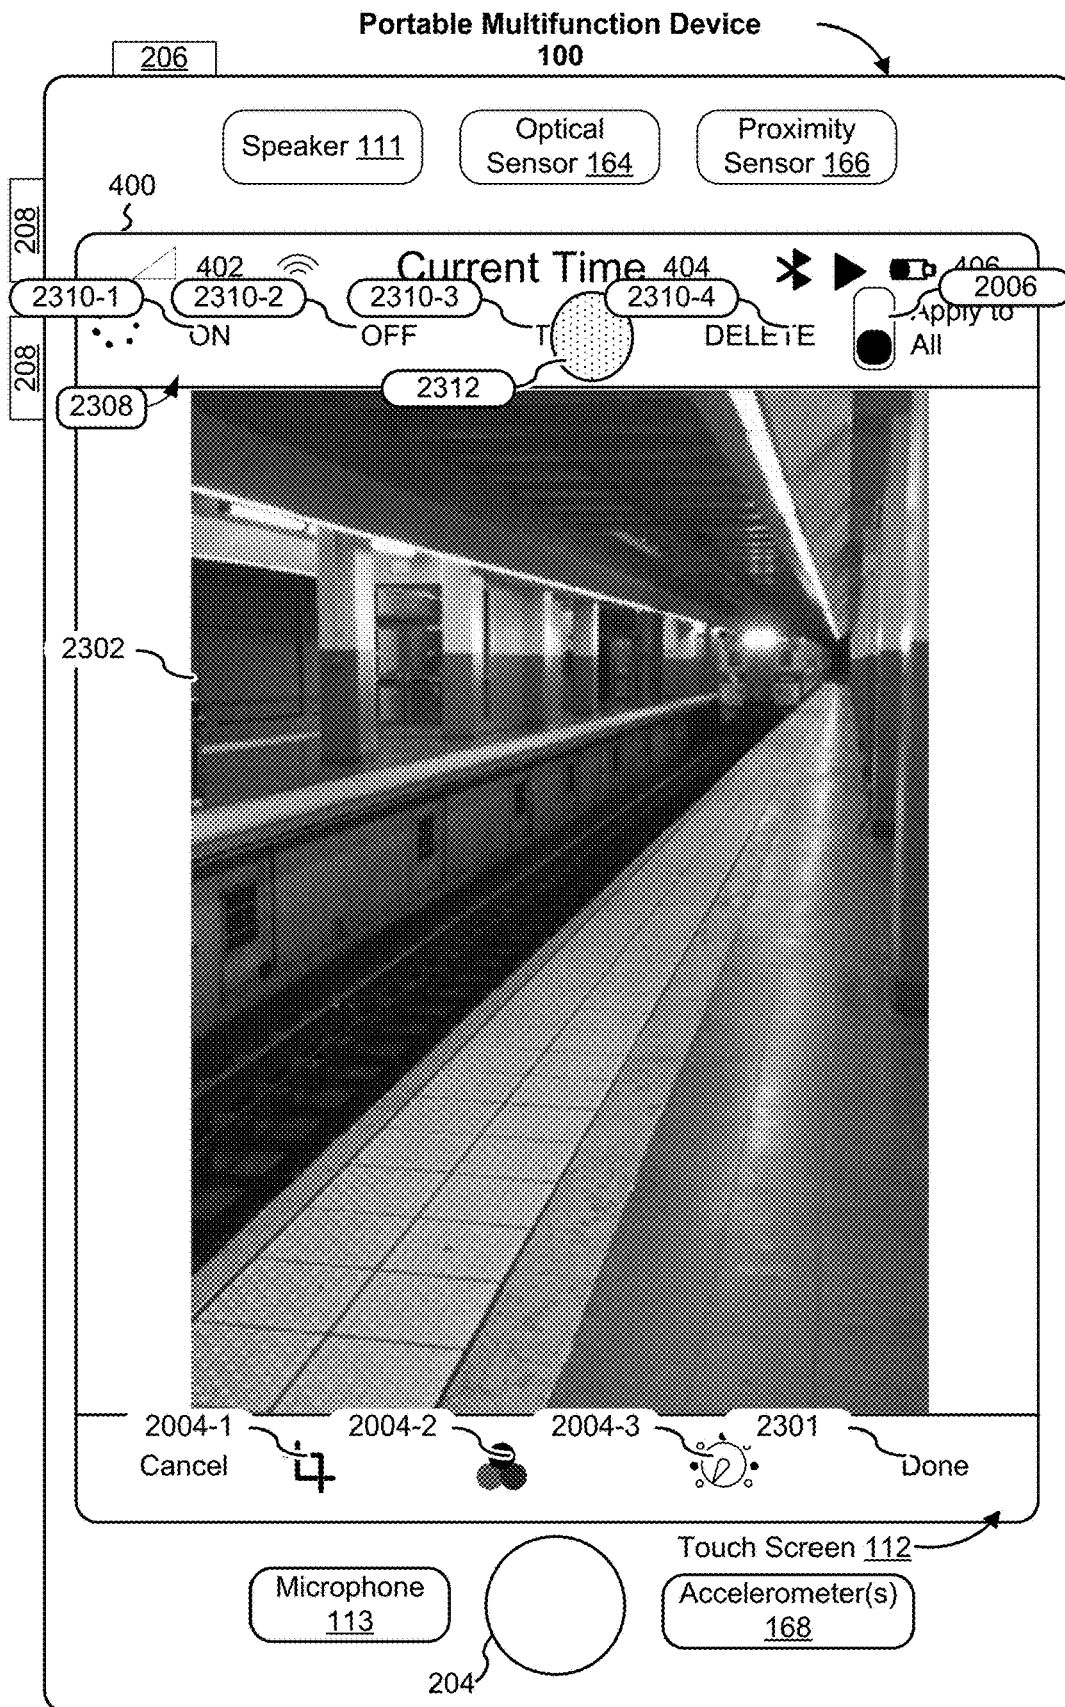 Portable Multifunction Device
100
206
Speaker 111
Optical
Sensor 164
Proximity
Sensor 166
208
400
402
Current Time 404
2310-1
2310-2
2310-3
2310-4
2006
ON
OFF
T
DELETE
Apply to
All
208
2308
2312
2302
2004-1
2004-2
2004-3
2301
Cancel
Done
Touch Screen 112
Microphone
113
Accelerometer(s)
168
204